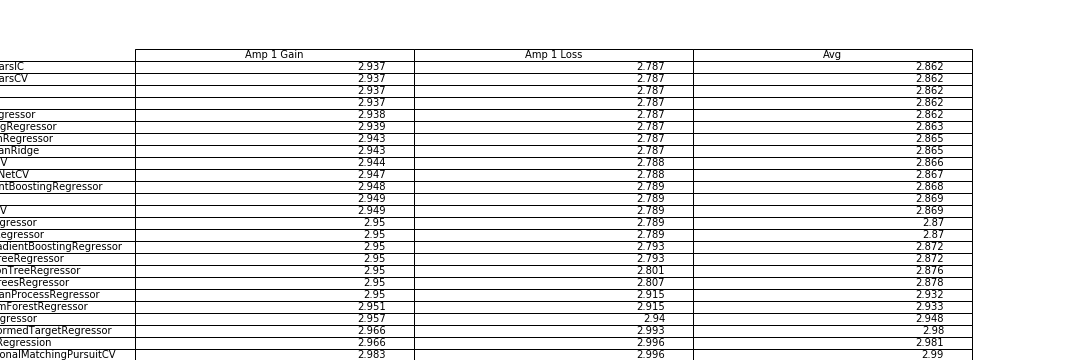 Amp 1 Gain Amp 1 Loss Avg
arsIC 2.937 2.787 2.862
arsCV 2.937 2.787 2.862
2.937 2.787 2.862
2.937 2.787 2.862
gressor 2.938 2.787 2.862
gRegressor 2.939 2.787 2.863
nRegressor 2.943 2.787 2.865
anRidge 2.943 2.787 2.865
V 2.944 2.788 2.866
NetCV 2.947 2.788 2.867
ntBoostingRegressor 2.948 2.789 2.868
2.949 2.789 2.869
V 2.949 2.789 2.869
gressor 2.95 2.789 2.87
egressor 2.95 2.789 2.87
adientBoostingRegressor 2.95 2.793 2.872
reeRegressor 2.95 2.793 2.872
onTreeRegressor 2.95 2.801 2.876
reesRegressor 2.95 2.807 2.878
anProcessRegressor 2.95 2.915 2.932
mForestRegressor 2.951 2.915 2.933
gressor 2.957 2.94 2.948
ormedTargetRegressor 2.966 2.993 2.98
Regression 2.966 2.996 2.981
onalMatchingPursuitCV 2.983 2.996 2.99